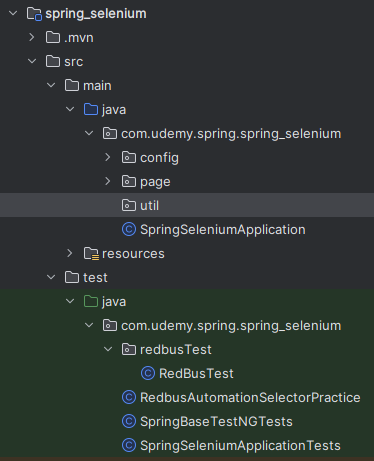 spring_selenium
.mvn
src
main
java
com.udemy.spring.spring_selenium
config
page
util
SpringSeleniumApplication
resources
test
java
com.udemy.spring.spring_selenium
redbusTest
RedBusTest
RedbusAutomationSelectorPractice
SpringBaseTestNGTests
SpringSeleniumApplicationTests